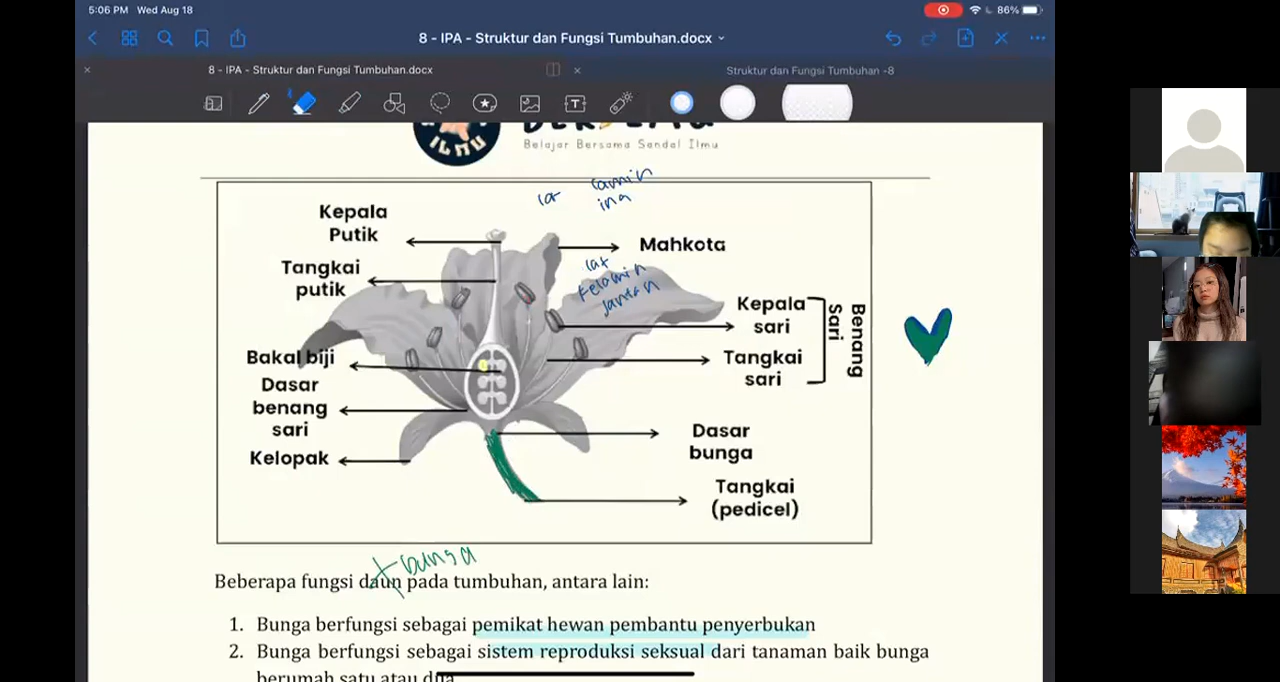 5:06 PM Wed Aug 18
86%
8 - IPA - Struktur dan Fungsi Tumbuhan.docx
8 - IPA - Struktur dan Fungsi Tumbuhan.docx
Struktur dan Fungsi Tumbuhan -8
ILMU
Belajar Bersama Sandal Ilmu
Kepala
Putik
Tangkai
putik
Bakal biji
Dasar
benang
sari
Kelopak
Mahkota
kelamin
jantan
Kepala
sari
Tangkai
sari
Benang
Sari
Dasar
bunga
Tangkai
(pedicel)
bunga
Beberapa fungsi daun pada tumbuhan, antara lain:
1. Bunga berfungsi sebagai pemikat hewan pembantu penyerbukan
2. Bunga berfungsi sebagai sistem reproduksi seksual dari tanaman baik bunga
berumah satu atau dua